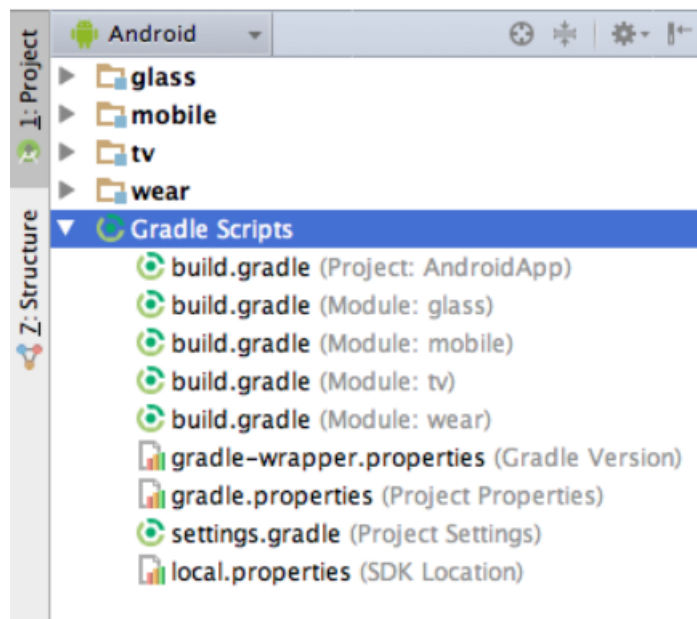 Android
1: Project
Z: Structure
glass
mobile
tv
wear
Gradle Scripts
build.gradle (Project: AndroidApp)
build.gradle (Module: glass)
build.gradle (Module: mobile)
build.gradle (Module: tv)
build.gradle (Module: wear)
gradle-wrapper.properties (Gradle Version)
gradle.properties (Project Properties)
settings.gradle (Project Settings)
local.properties (SDK Location)